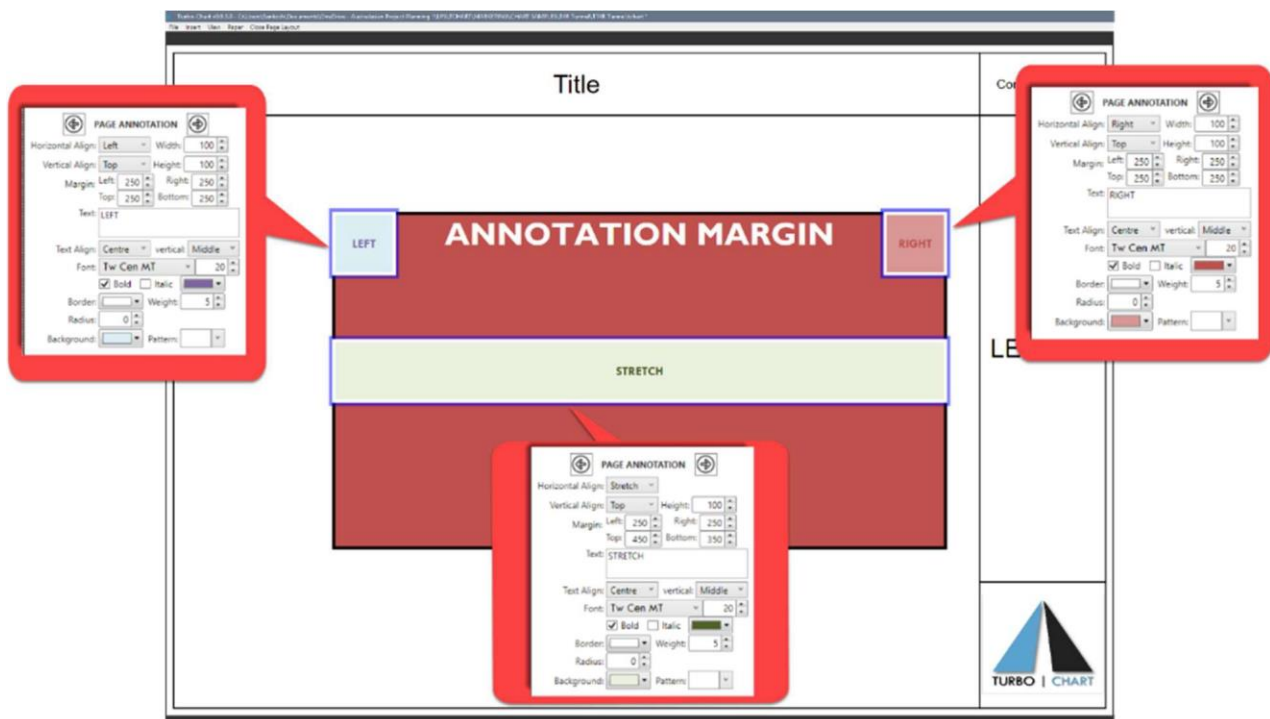 File Insert View Paper Close Page Layout
Title
PAGE ANNOTATION
Horizontal Align: Left Width: 100
Vertical Align: Top Height: 100
Margin: Left: 250 Right: 250
Top: 250 Bottom: 250
Text: LEFT
Text Align: Centre vertical: Middle
Font: Tw Cen MT 20
Bold Italic
Border: Weight: 5
Radius: 0
Background: Pattern:
PAGE ANNOTATION
Horizontal Align: Right Width: 100
Vertical Align: Top Height: 100
Margin: Left: 250 Right: 250
Top: 250 Bottom: 250
Text: RIGHT
Text Align: Centre vertical: Middle
Font: Tw Cen MT 20
Bold Italic
Border: Weight: 5
Radius: 0
Background: Pattern:
LEFT
ANNOTATION MARGIN
RIGHT
STRETCH
LE
PAGE ANNOTATION
Horizontal Align: Stretch
Vertical Align: Top Height: 100
Margin: Left: 250 Right: 250
Top: 450 Bottom: 350
Text: STRETCH
Text Align: Centre vertical: Middle
Font: Tw Cen MT 20
Bold Italic
Border: Weight: 5
Radius: 0
Background: Pattern:
TURBO | CHART